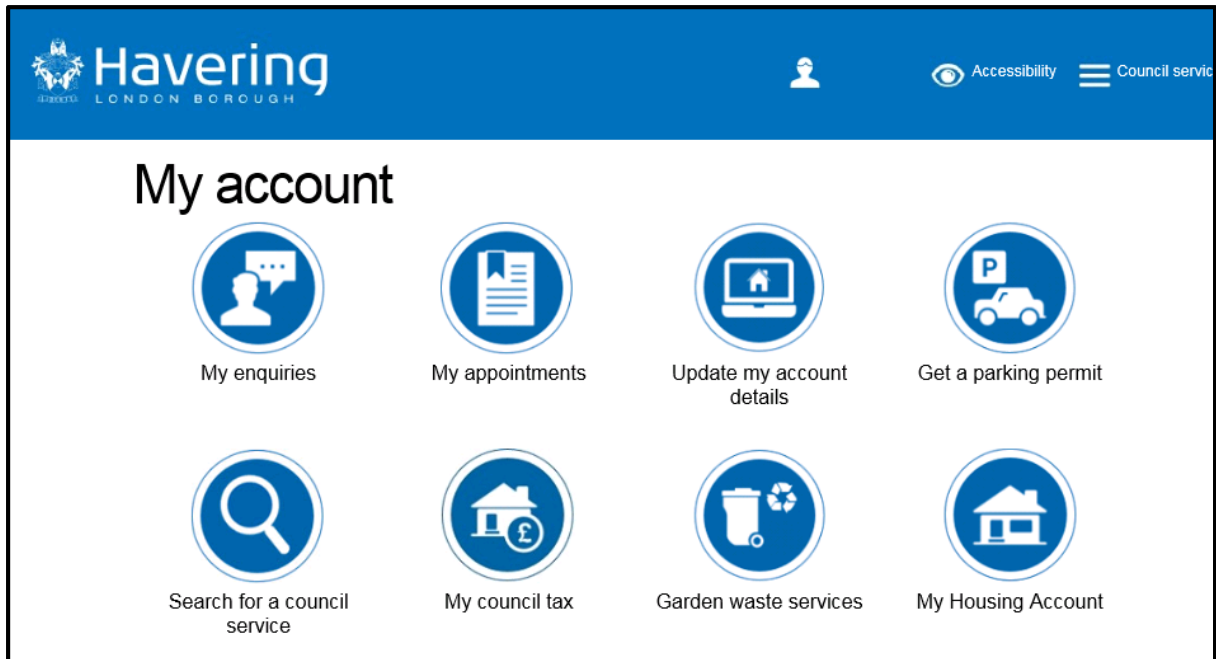 Havering
LONDON BOROUGH
Accessibility
Council servic
My account
My enquiries
My appointments
Update my account
details
P
Get a parking permit
Search for a council
service
£
My council tax
Garden waste services
My Housing Account